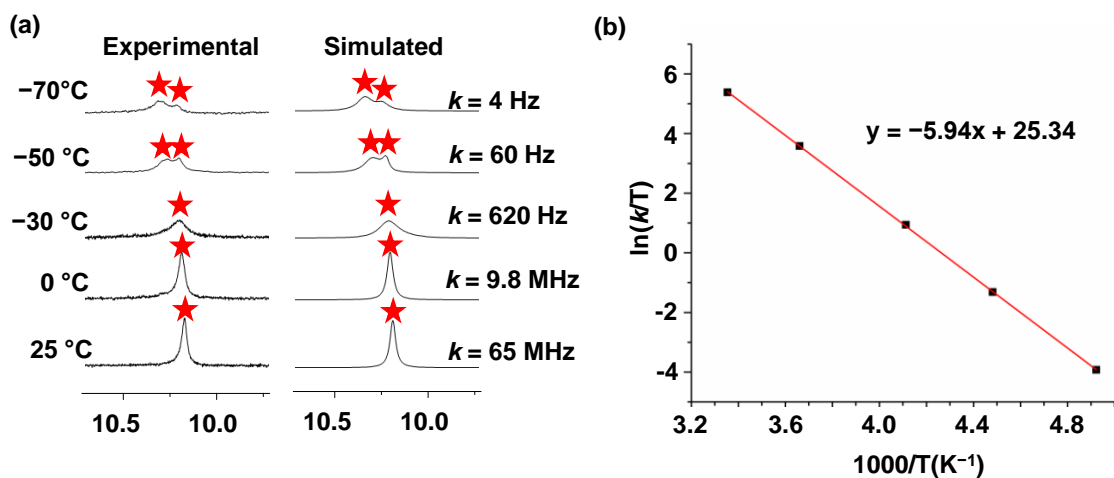 (a)
Experimental
Simulated
−70°C
k = 4 Hz
−50 °C
k = 60 Hz
−30 °C
k = 620 Hz
0 °C
k = 9.8 MHz
25 °C
k = 65 MHz
10.5
10.0
10.5
10.0
(b)
y = −5.94x + 25.34
ln(k/T)
6
4
2
0
-2
-4
3.2
3.6
4.0
4.4
4.8
1000/T(K⁻¹)